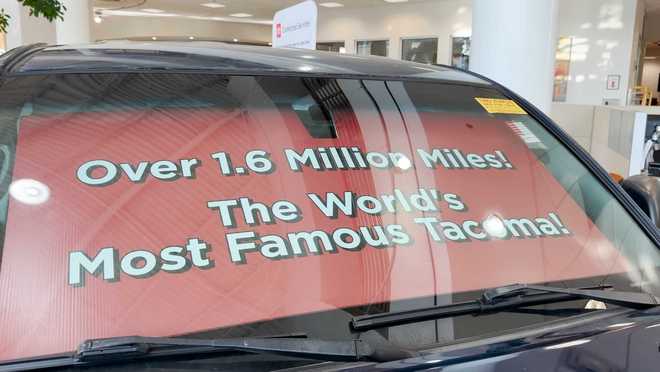 Over 1.6 Million Miles!
The World's
Most Famous Tacoma!